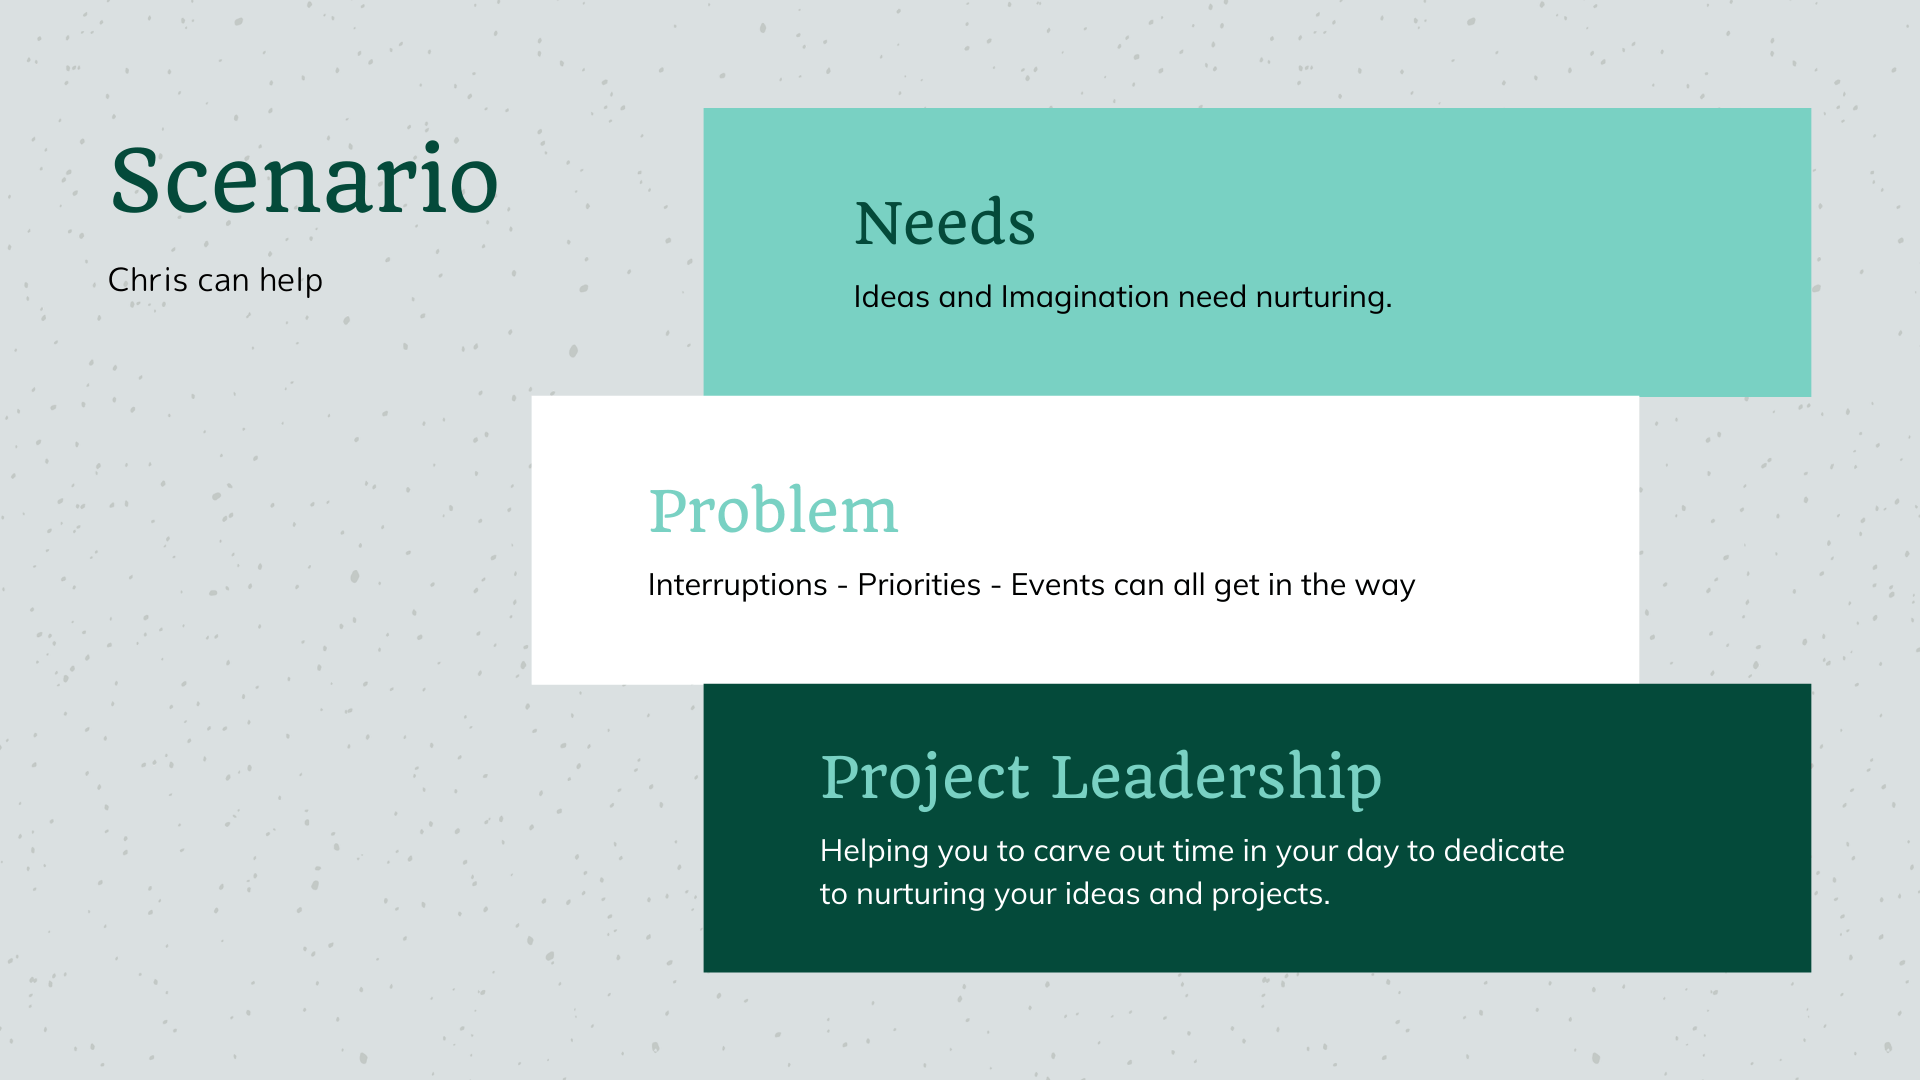 Scenario
Chris can help
Needs
Ideas and Imagination need nurturing.
Problem
Interruptions - Priorities - Events can all get in the way
Project Leadership
Helping you to carve out time in your day to dedicate
to nurturing your ideas and projects.